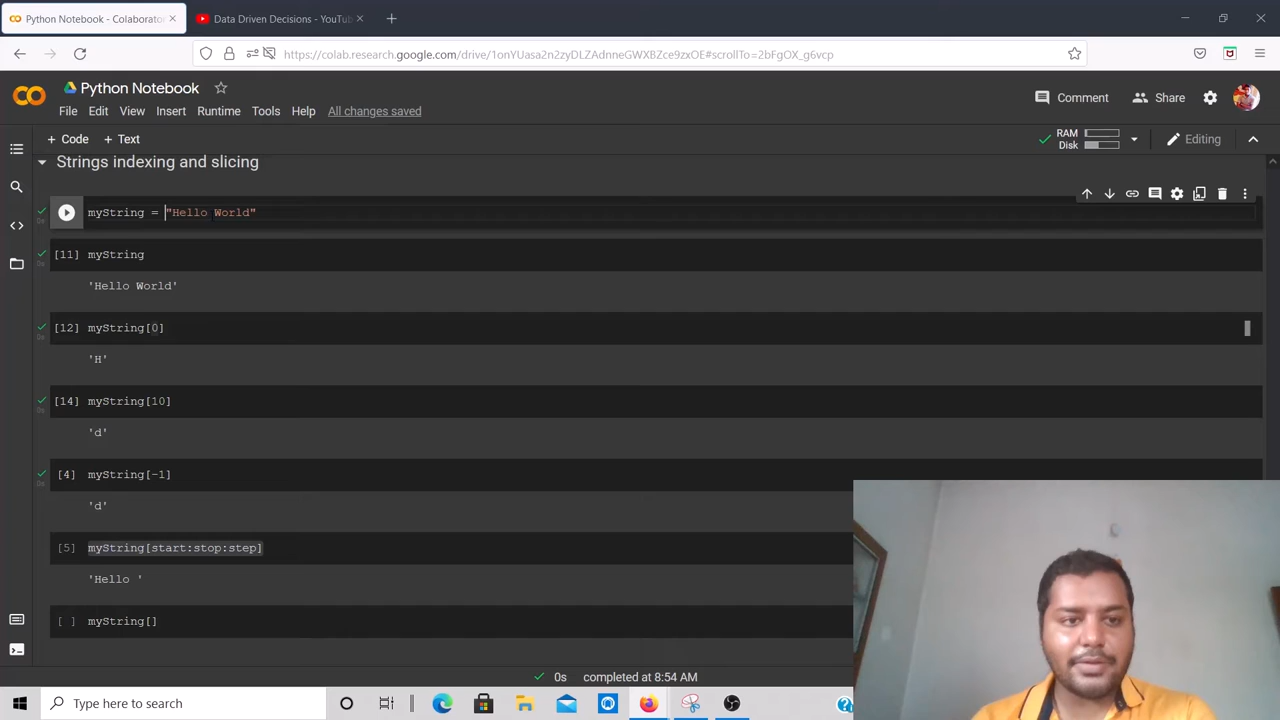 Python Notebook - Colaborator
Data Driven Decisions - YouTub
https://colab.research.google.com/drive/1onYUasa2n2zyDLZAdnneGWXBZce9zxOE#scrollTo=2bFgOX_g6vcp
Python Notebook
File Edit View Insert Runtime Tools Help All changes saved
Comment Share
+ Code + Text
RAM
Disk
Editing
Strings indexing and slicing
myString = "Hello World"
[11] myString
'Hello World'
[12] myString[0]
'H'
[14] myString[10]
'd'
[4] myString[-1]
'd'
[5] myString[start:stop:step]
'Hello '
[ ] myString[]
0s completed at 8:54 AM
Type here to search